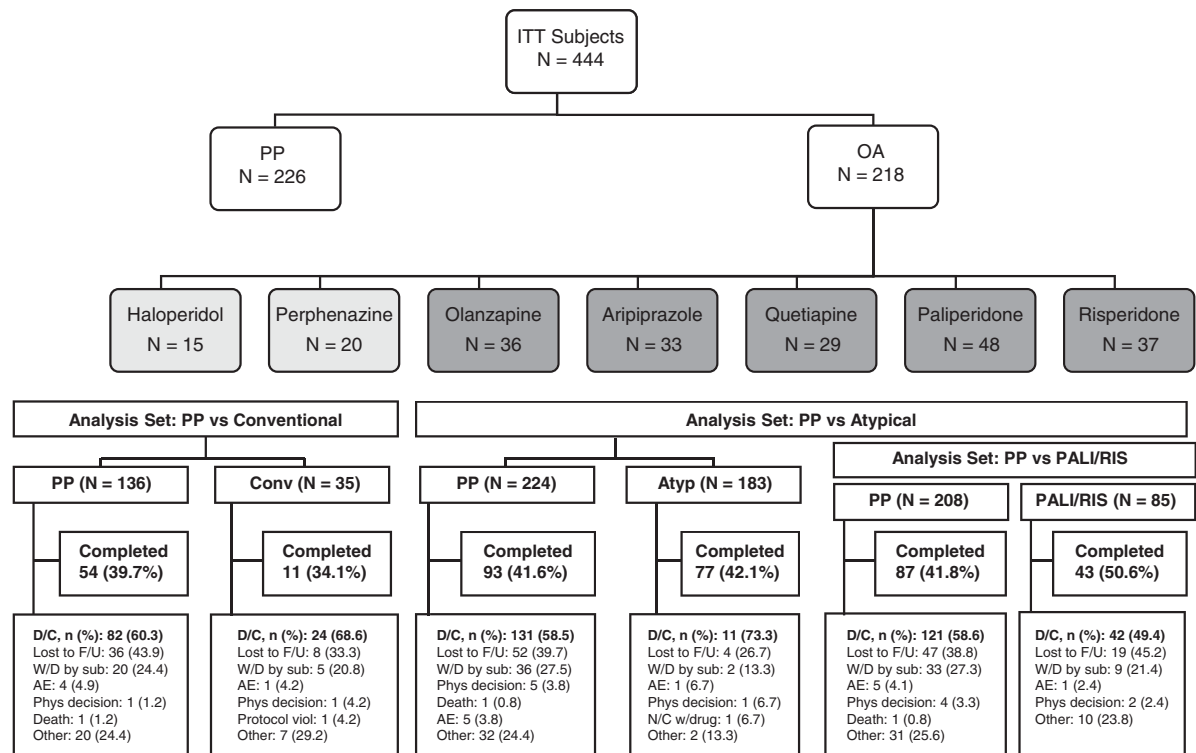 ITT Subjects
N = 444
PP
N = 226
OA
N = 218
Haloperidol
N = 15
Perphenazine
N = 20
Olanzapine
N = 36
Aripiprazole
N = 33
Quetiapine
N = 29
Paliperidone
N = 48
Risperidone
N = 37
Analysis Set: PP vs Conventional
PP (N = 136)
Completed
54 (39.7%)
D/C, n (%): 82 (60.3)
Lost to F/U: 36 (43.9)
W/D by sub: 20 (24.4)
AE: 4 (4.9)
Phys decision: 1 (1.2)
Death: 1 (1.2)
Other: 20 (24.4)
Conv (N = 35)
Completed
11 (34.1%)
D/C, n (%): 24 (68.6)
Lost to F/U: 8 (33.3)
W/D by sub: 5 (20.8)
AE: 1 (4.2)
Phys decision: 1 (4.2)
Protocol viol: 1 (4.2)
Other: 7 (29.2)
Analysis Set: PP vs Atypical
PP (N = 224)
Completed
93 (41.6%)
D/C, n (%): 131 (58.5)
Lost to F/U: 52 (39.7)
W/D by sub: 36 (27.5)
Phys decision: 5 (3.8)
Death: 1 (0.8)
AE: 5 (3.8)
Other: 32 (24.4)
Atyp (N = 183)
Completed
77 (42.1%)
D/C, n (%): 11 (73.3)
Lost to F/U: 4 (26.7)
W/D by sub: 2 (13.3)
AE: 1 (6.7)
Phys decision: 1 (6.7)
N/C w/drug: 1 (6.7)
Other: 2 (13.3)
Analysis Set: PP vs PALI/RIS
PP (N = 208)
Completed
87 (41.8%)
D/C, n (%): 121 (58.6)
Lost to F/U: 47 (38.8)
W/D by sub: 33 (27.3)
AE: 5 (4.1)
Phys decision: 4 (3.3)
Death: 1 (0.8)
Other: 31 (25.6)
PALI/RIS (N = 85)
Completed
43 (50.6%)
D/C, n (%): 42 (49.4)
Lost to F/U: 19 (45.2)
W/D by sub: 9 (21.4)
AE: 1 (2.4)
Phys decision: 2 (2.4)
Other: 10 (23.8)